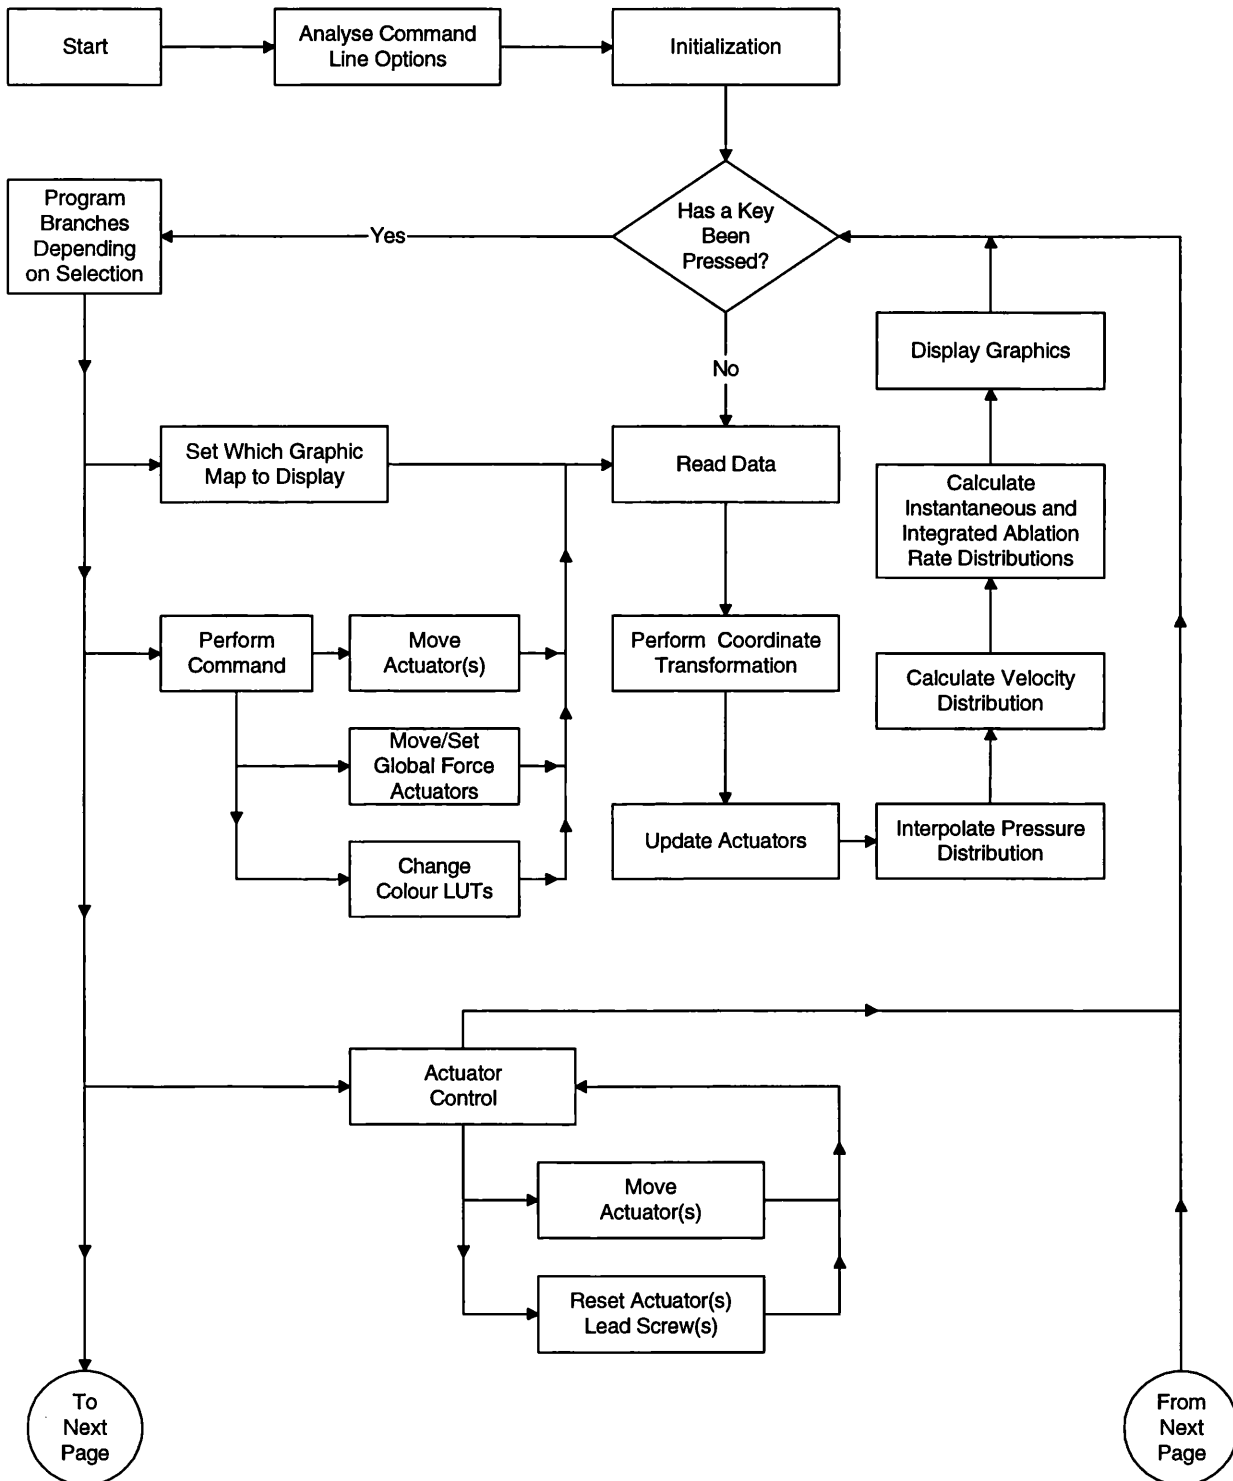 Start
Analyse Command
Line Options
Initialization
Program
Branches
Depending
on Selection
Yes
Has a Key
Been
Pressed?
No
Display Graphics
Set Which Graphic
Map to Display
Read Data
Calculate
Instantaneous and
Integrated Ablation
Rate Distributions
Perform
Command
Move
Actuator(s)
Perform Coordinate
Transformation
Calculate Velocity
Distribution
Move/Set
Global Force
Actuators
Update Actuators
Interpolate Pressure
Distribution
Change
Colour LUTs
Actuator
Control
Move
Actuator(s)
Reset Actuator(s)
Lead Screw(s)
To
Next
Page
From
Next
Page